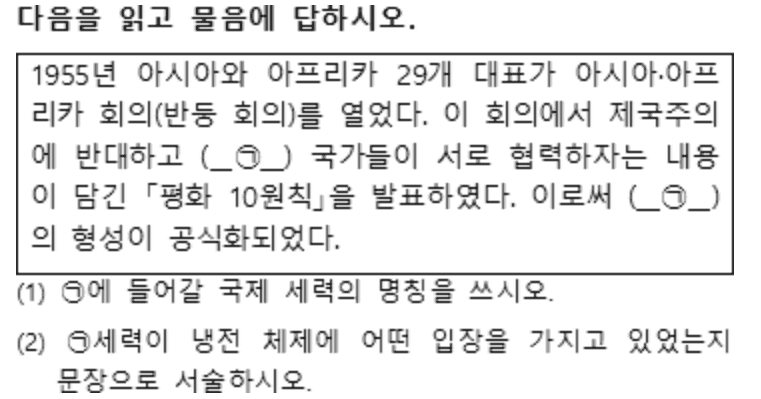 다음을 읽고 물음에 답하시오.
1955년 아시아와 아프리카 29개 대표가 아시아·아프
리카 회의(반둥 회의)를 열었다. 이 회의에서 제국주의
에 반대하고 (_㉠_) 국가들이 서로 협력하자는 내용
이 담긴 「평화 10원칙」을 발표하였다. 이로써 (_㉠_)
의 형성이 공식화되었다.
(1) ㉠에 들어갈 국제 세력의 명칭을 쓰시오.
(2) ㉠세력이 냉전 체제에 어떤 입장을 가지고 있었는지
문장으로 서술하시오.